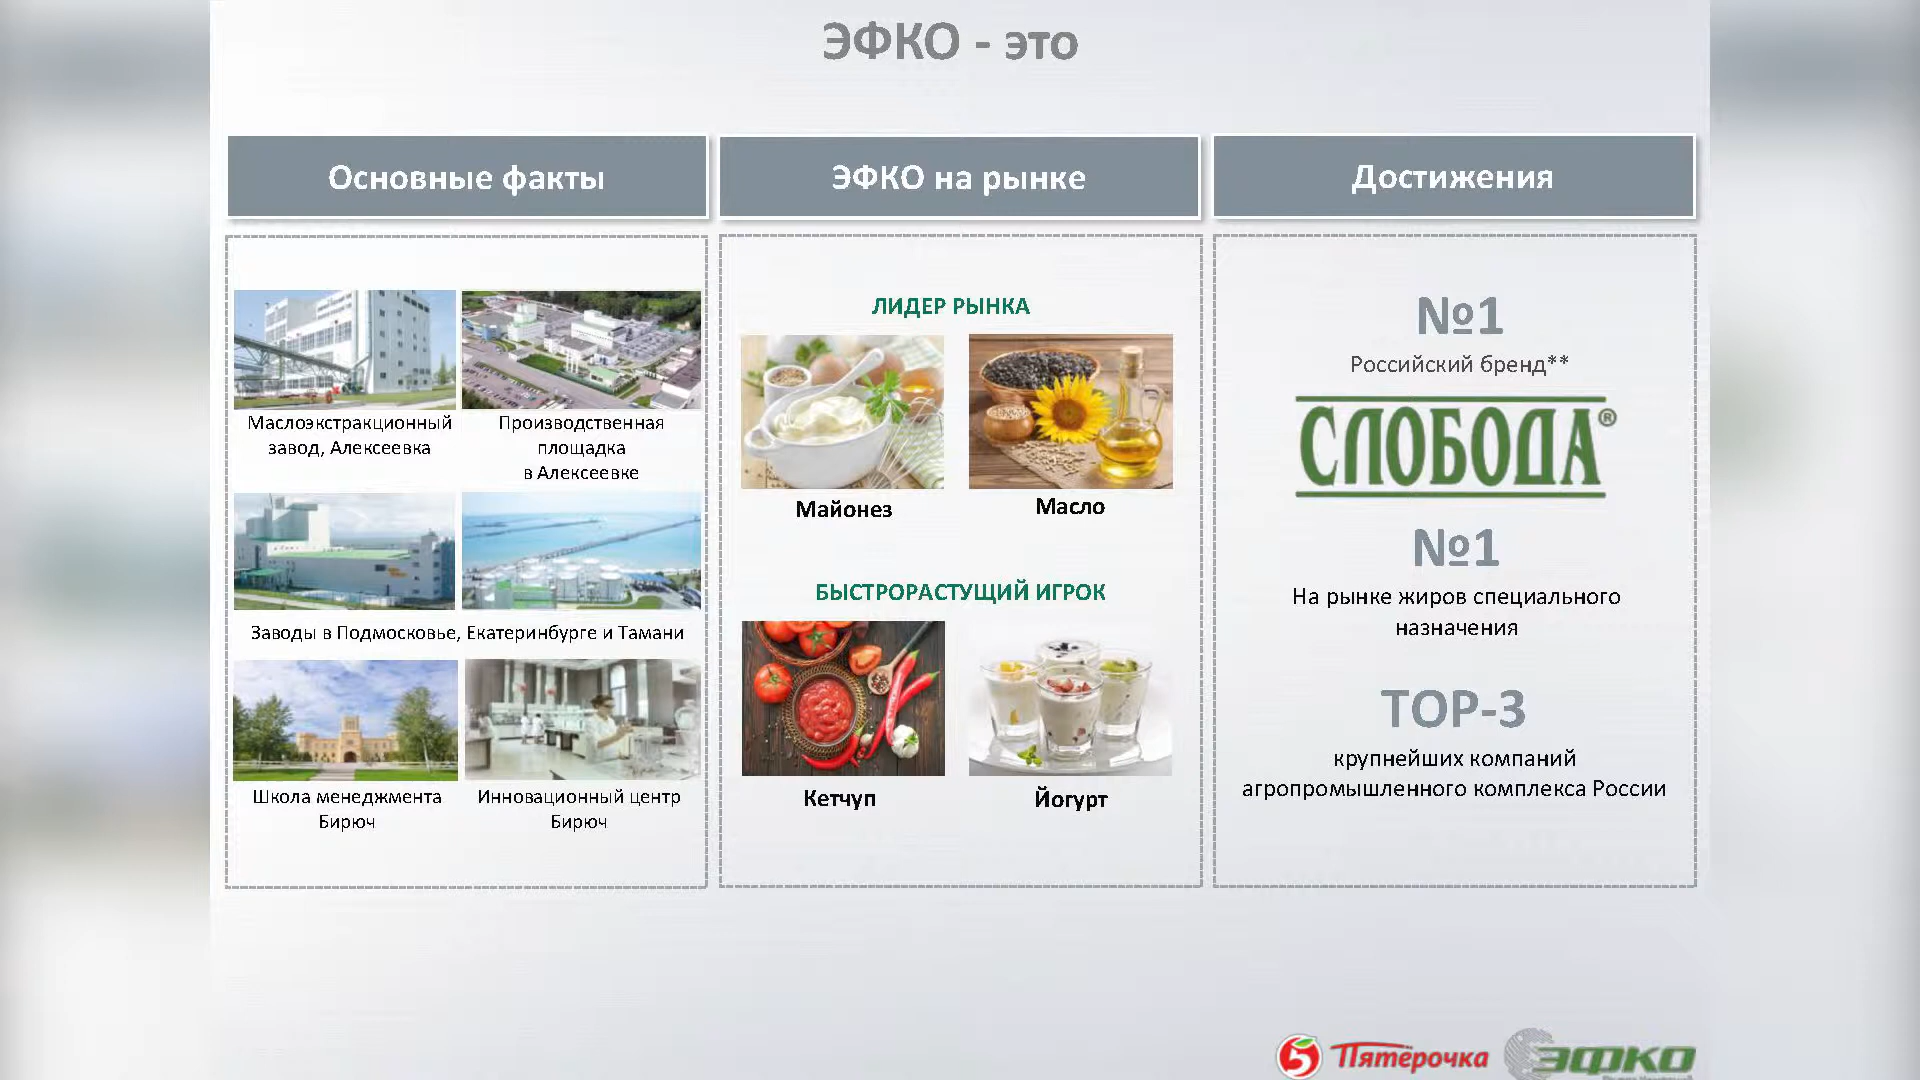 ЭФКО - это
Основные факты
Маслоэкстракционный
завод, Алексеевка
Производственная
площадка
в Алексеевке
Заводы в Подмосковье, Екатеринбурге и Тамани
Школа менеджмента
Бирюч
Инновационный центр
Бирюч
ЭФКО на рынке
ЛИДЕР РЫНКА
Майонез
Масло
БЫСТРОРАСТУЩИЙ ИГРОК
Кетчуп
Йогурт
Достижения
№1
Российский бренд**
СЛОБОДА®
№1
На рынке жиров специального
назначения
TOP-3
крупнейших компаний
агропромышленного комплекса России
5 Пятёрочка
ЭФКО